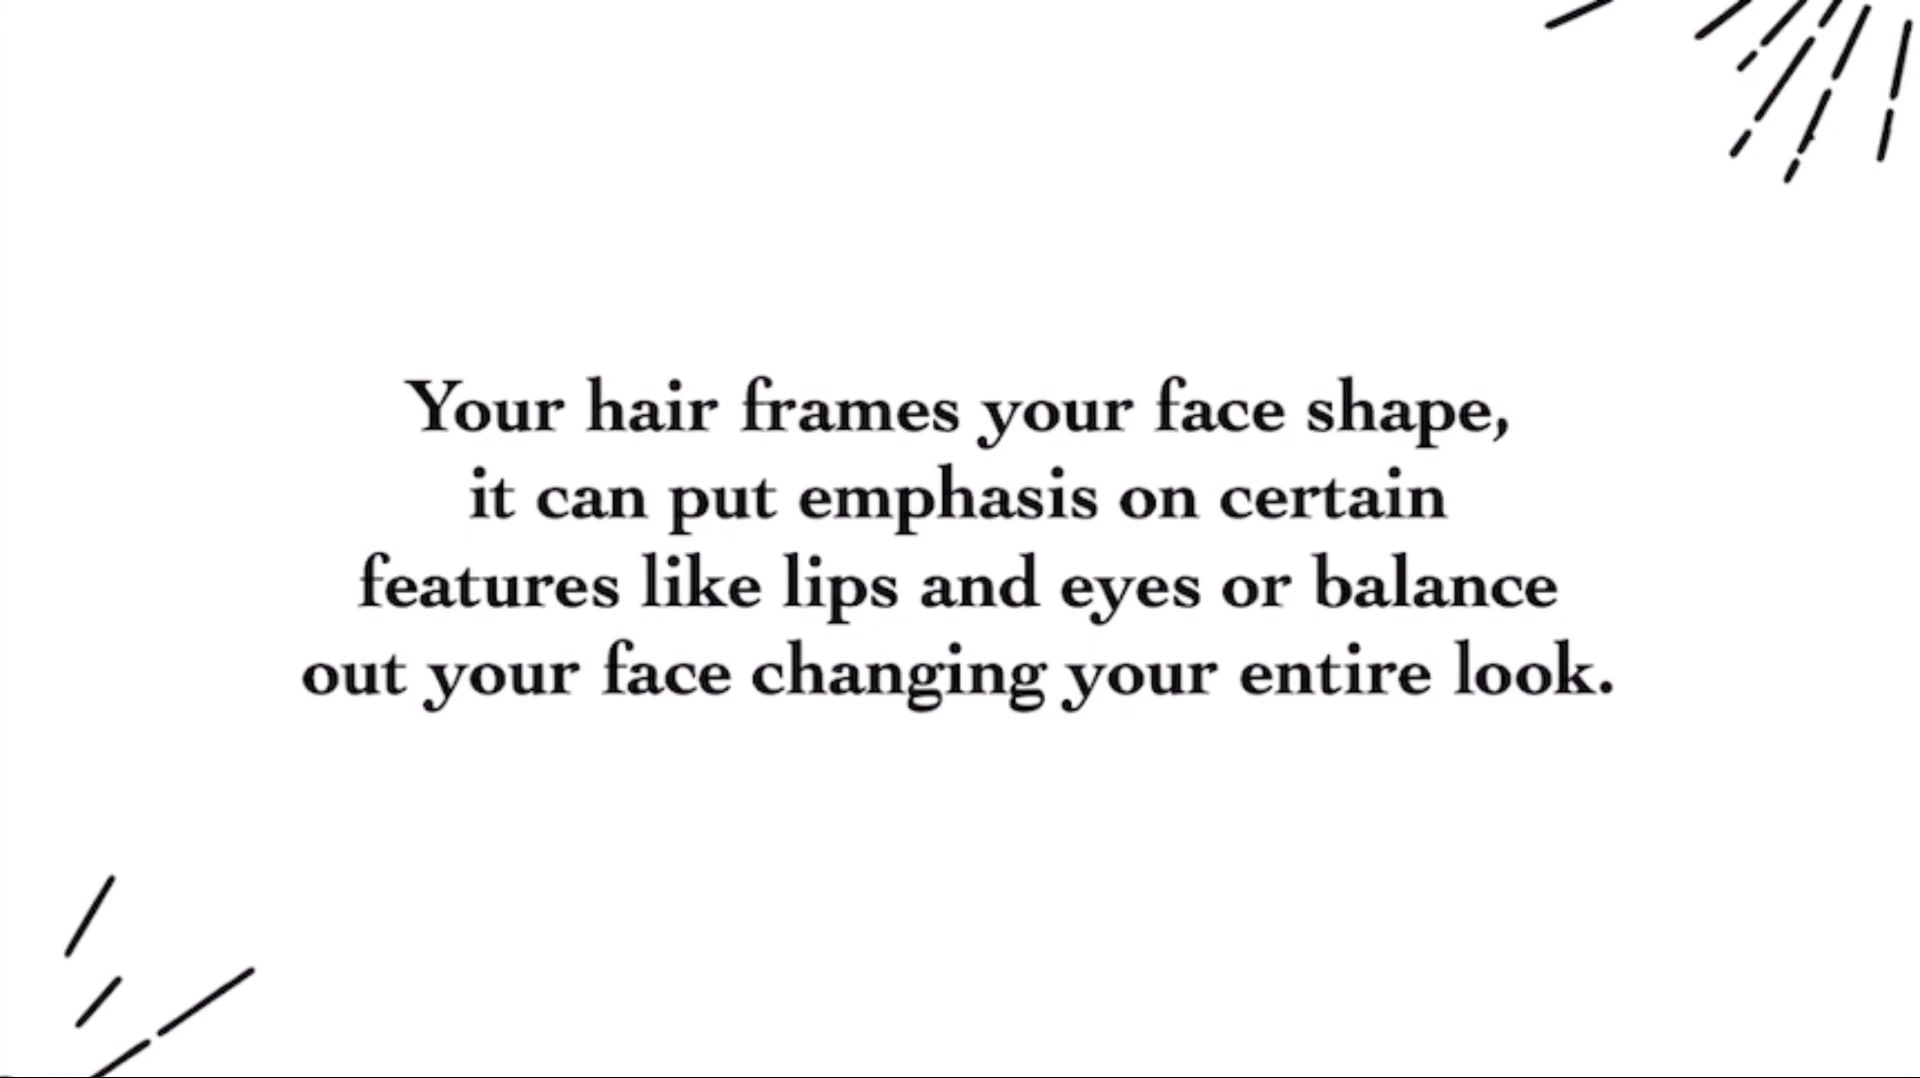 Your hair frames your face shape,
it can put emphasis on certain
features like lips and eyes or balance
out your face changing your entire look.